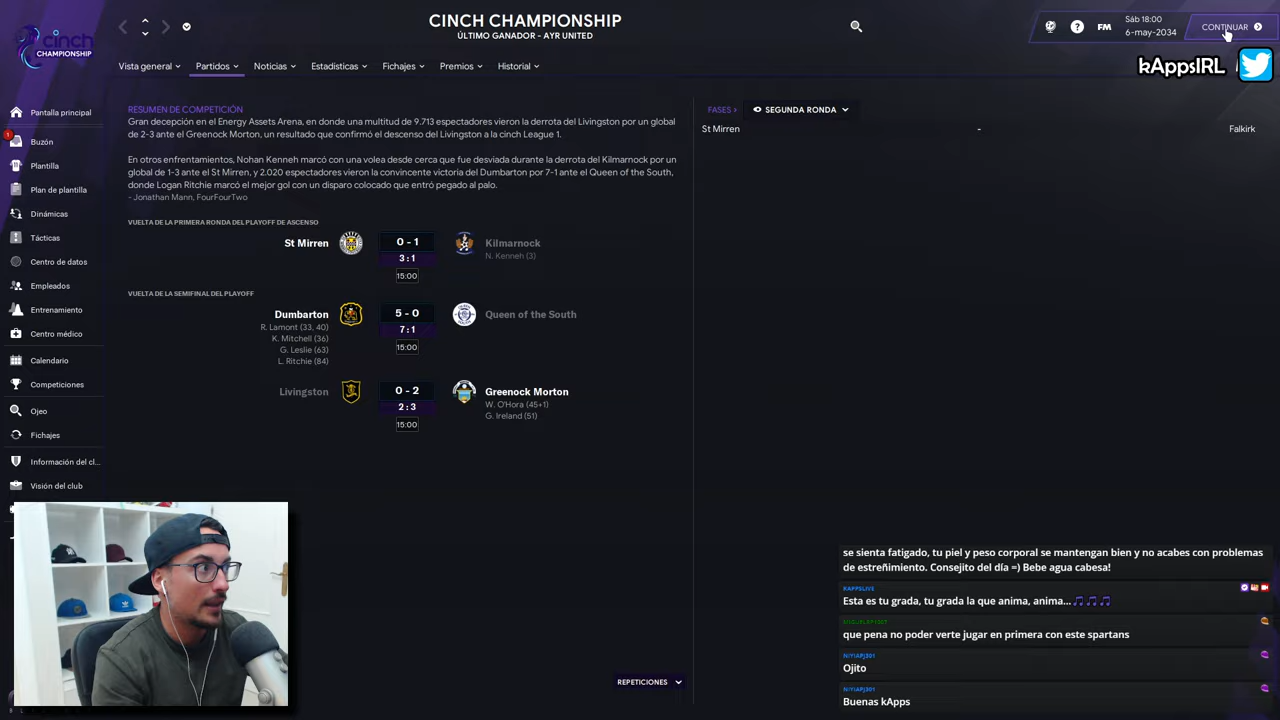 CINCH CHAMPIONSHIP
ÚLTIMO GANADOR - AYR UNITED
cinch
CHAMPIONSHIP
FM
Sáb 18:00
6-may-2034
CONTINUAR
kAppsIRL
Vista general
Partidos
Noticias
Estadísticas
Fichajes
Premios
Historial
Pantalla principal
1
Buzón
Plantilla
Plan de plantilla
Dinámicas
Tácticas
Centro de datos
Empleados
Entrenamiento
Centro médico
Calendario
Competiciones
Ojeo
Fichajes
Información del cl...
Visión del club
RESUMEN DE COMPETICIÓN
Gran decepción en el Energy Assets Arena, en donde una multitud de 9.713 espectadores vieron la derrota del Livingston por un global
de 2-3 ante el Greenock Morton, un resultado que confirmó el descenso del Livingston a la cinch League 1.
En otros enfrentamientos, Nohan Kenneh marcó con una volea desde cerca que fue desviada durante la derrota del Kilmarnock por un
global de 1-3 ante el St Mirren, y 2.020 espectadores vieron la convincente victoria del Dumbarton por 7-1 ante el Queen of the South,
donde Logan Ritchie marcó el mejor gol con un disparo colocado que entró pegado al palo.
- Jonathan Mann, FourFourTwo
VUELTA DE LA PRIMERA RONDA DEL PLAYOFF DE ASCENSO
St Mirren 0 - 1 Kilmarnock
3 : 1 N. Kenneh (3)
15:00
VUELTA DE LA SEMIFINAL DEL PLAYOFF
Dumbarton 5 - 0 Queen of the South
R. Lamont (33, 40) 7 : 1
K. Mitchell (36)
G. Leslie (63) 15:00
L. Ritchie (84)
Livingston 0 - 2 Greenock Morton
2 : 3 W. O'Hora (45+1)
G. Ireland (51)
15:00
REPETICIONES
FASES > SEGUNDA RONDA
St Mirren - Falkirk
se sienta fatigado, tu piel y peso corporal se mantengan bien y no acabes con problemas
de estreñimiento. Consejito del día =) Bebe agua cabesa!
KAPPSLIVE
Esta es tu grada, tu grada la que anima, anima...🎵🎵🎵
que pena no poder verte jugar en primera con este spartans
NIYIAPJ301
Ojito
NIYIAPJ301
Buenas kApps